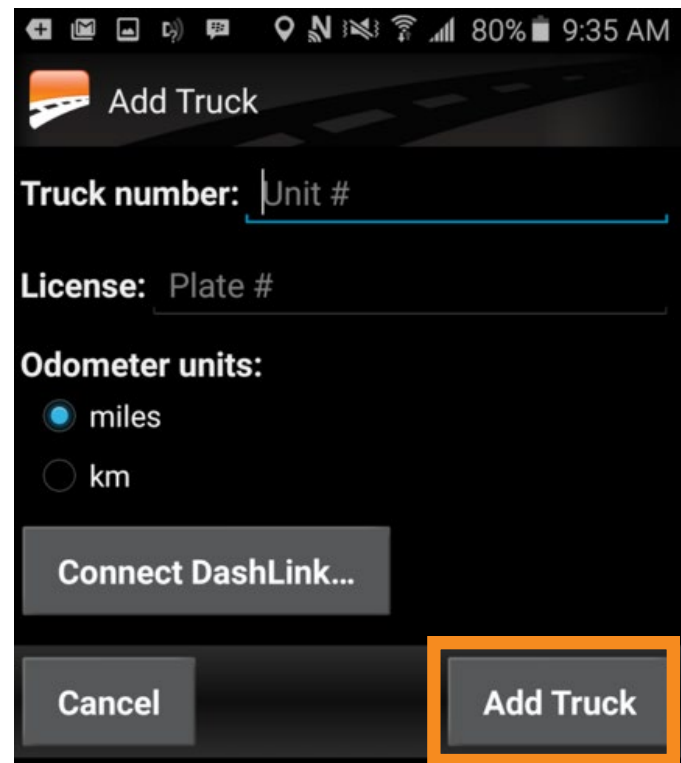 80% 9:35 AM
Add Truck
Truck number: Unit #
License: Plate #
Odometer units:
miles
km
Connect DashLink...
Cancel Add Truck